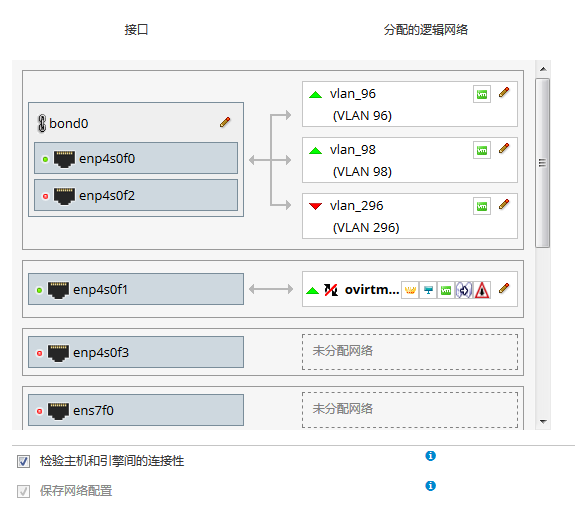 接口
分配的逻辑网络
bond0
enp4s0f0
enp4s0f2
vlan_96
(VLAN 96)
vlan_98
(VLAN 98)
vlan_296
(VLAN 296)
enp4s0f1
ovirtm...
enp4s0f3
未分配网络
ens7f0
未分配网络
检验主机和引擎间的连接性
保存网络配置